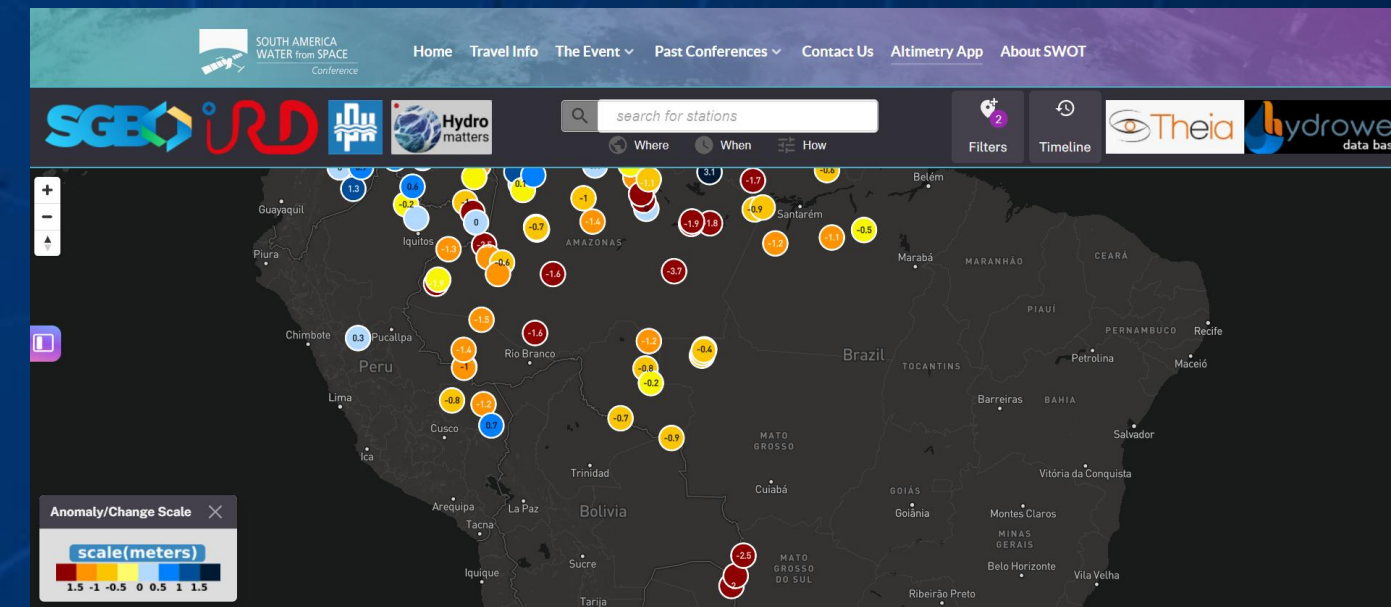 SOUTH AMERICA
WATER from SPACE
Conference
Home Travel Info The Event Past Conferences Contact Us Altimetry App About SWOT
SGB iRD IPH Hydro matters
search for stations
Where When How
2
Filters Timeline
Theia
hydrowe
data bas
+
−
0.6
-0.6
1.3
-0.2
0.1
-1.1
3.1
-1.7
Belém
Guayaquil
0
-1
-0.7
-1.4
-1.9
-1.8
-0.9
Santarém
-0.5
Iquitos
-1.3
AMAZONAS
-1.2
-1.1
Piura
-0.6
-1.6
-3.7
Marabá
MARANHÃO
CEARÁ
-1.5
PIAUÍ
Chimbote
0.3
Pucallpa
-1.6
-1.2
PERNAMBUCO
Recife
-1.4
Rio Branco
-0.4
Brazil
Petrolina
Maceió
Peru
-1
-0.8
TOCANTINS
-0.2
Lima
-0.8
-1.2
Barreiras
BAHIA
Cusco
0.7
-0.7
-0.9
MATO
GROSSO
Salvador
Ica
Trinidad
Vitória da Conquista
Cuiabá
GOIÁS
Arequipa
La Paz
Bolivia
Goiânia
Montes Claros
Tacna
MINAS
GERAIS
Anomaly/Change Scale
scale(meters)
1.5 -1 -0.5 0 0.5 1 1.5
Iquique
Sucre
-2.5
MATO
GROSSO
DO SUL
Belo Horizonte
Vila Velha
-2
Tarija
Ribeirão Preto